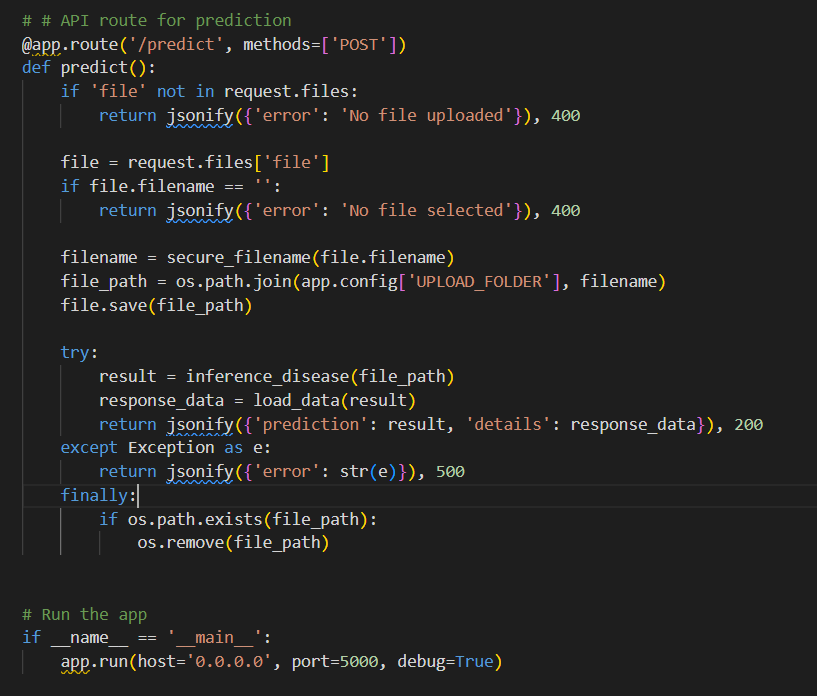 # # API route for prediction
@app.route('/predict', methods=['POST'])
def predict():
    if 'file' not in request.files:
        return jsonify({'error': 'No file uploaded'}), 400

    file = request.files['file']
    if file.filename == '':
        return jsonify({'error': 'No file selected'}), 400

    filename = secure_filename(file.filename)
    file_path = os.path.join(app.config['UPLOAD_FOLDER'], filename)
    file.save(file_path)

    try:
        result = inference_disease(file_path)
        response_data = load_data(result)
        return jsonify({'prediction': result, 'details': response_data}), 200
    except Exception as e:
        return jsonify({'error': str(e)}), 500
    finally:
        if os.path.exists(file_path):
            os.remove(file_path)


# Run the app
if __name__ == '__main__':
    app.run(host='0.0.0.0', port=5000, debug=True)